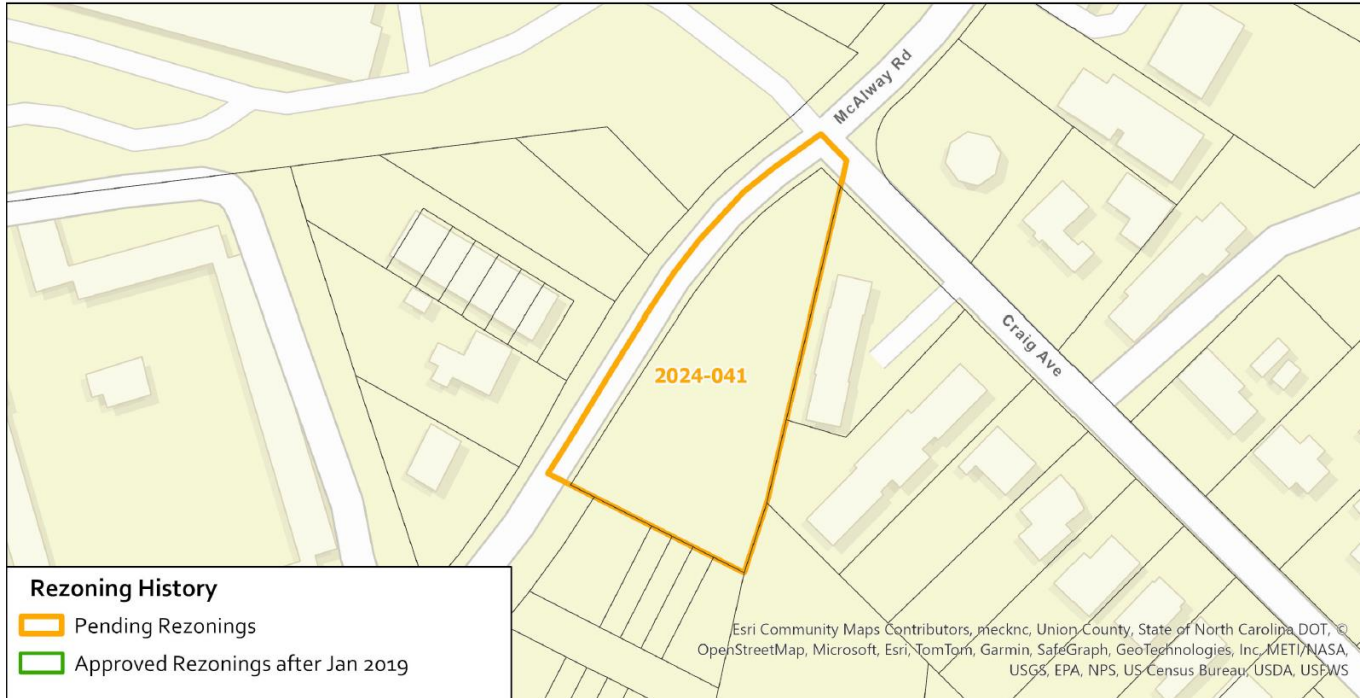 McAlway Rd
2024-041
Craig Ave
Rezoning History
Pending Rezonings
Approved Rezonings after Jan 2019
Esri Community Maps Contributors, mecknc, Union County, State of North Carolina DOT, ©
OpenStreetMap, Microsoft, Esri, TomTom, Garmin, SafeGraph, GeoTechnologies, Inc, METI/NASA,
USGS, EPA, NPS, US Census Bureau, USDA, USFWS